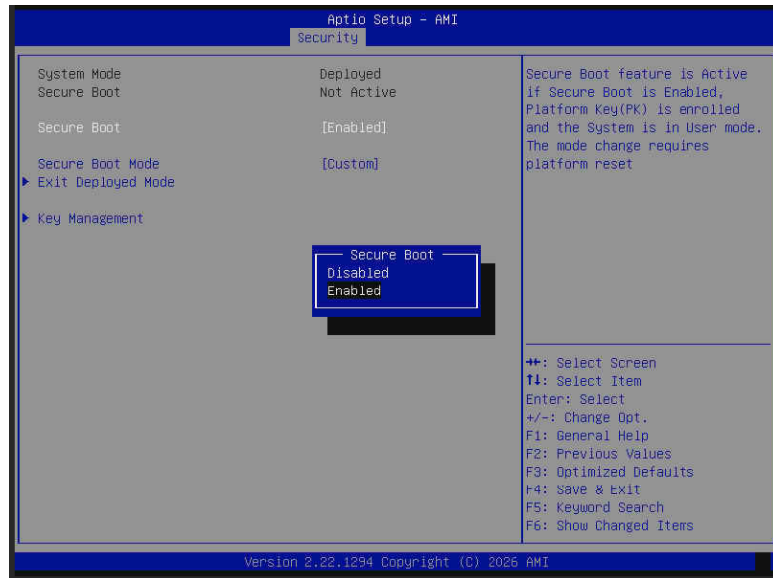 Aptio Setup - AMI
Security
System Mode Deployed
Secure Boot Not Active
Secure Boot [Enabled]
Secure Boot Mode [Custom]
Exit Deployed Mode
Key Management
Secure Boot
Disabled
Enabled
Secure Boot feature is Active
if Secure Boot is Enabled,
Platform Key(PK) is enrolled
and the System is in User mode.
The mode change requires
platform reset
→←: Select Screen
↑↓: Select Item
Enter: Select
+/-: Change Opt.
F1: General Help
F2: Previous Values
F3: Optimized Defaults
F4: Save & Exit
F5: Keyword Search
F6: Show Changed Items
Version 2.22.1294 Copyright (C) 2026 AMI